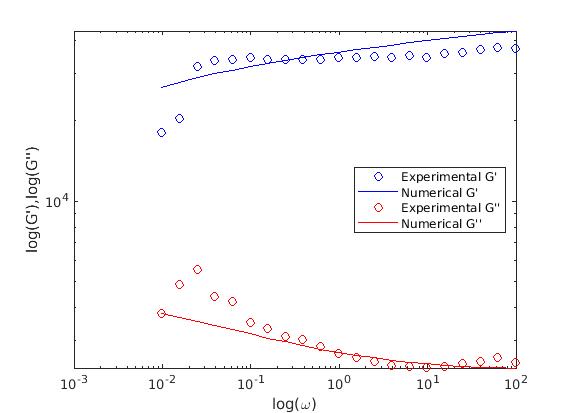 log(G'),log(G'')
10^4
Experimental G'
Numerical G'
Experimental G''
Numerical G''
10^-3
10^-2
10^-1
10^0
10^1
10^2
log(ω)